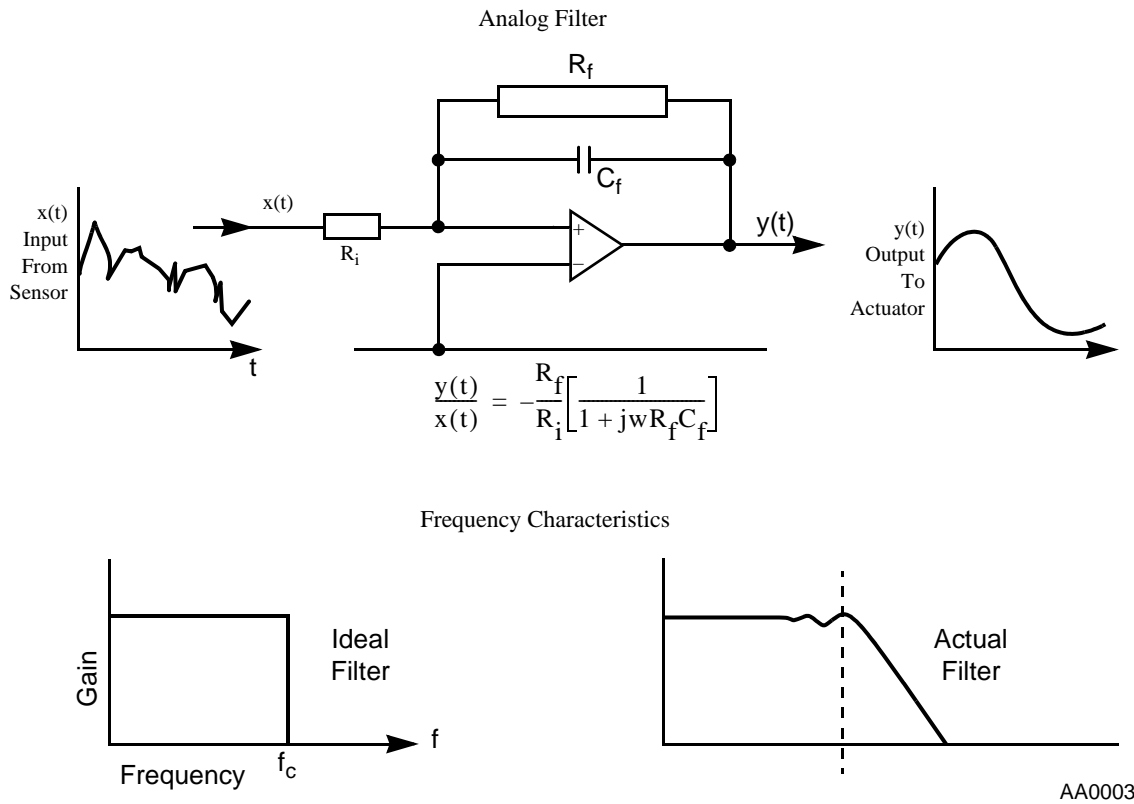 Analog Filter
Rf
Cf
x(t)
Input
From
Sensor
t
x(t)
Ri
+
−
y(t)
y(t)
Output
To
Actuator
y(t)/x(t) = −Rf/Ri[1/(1 + jwRfCf)]
Frequency Characteristics
Gain
Ideal
Filter
f
fc
Frequency
Actual
Filter
AA0003